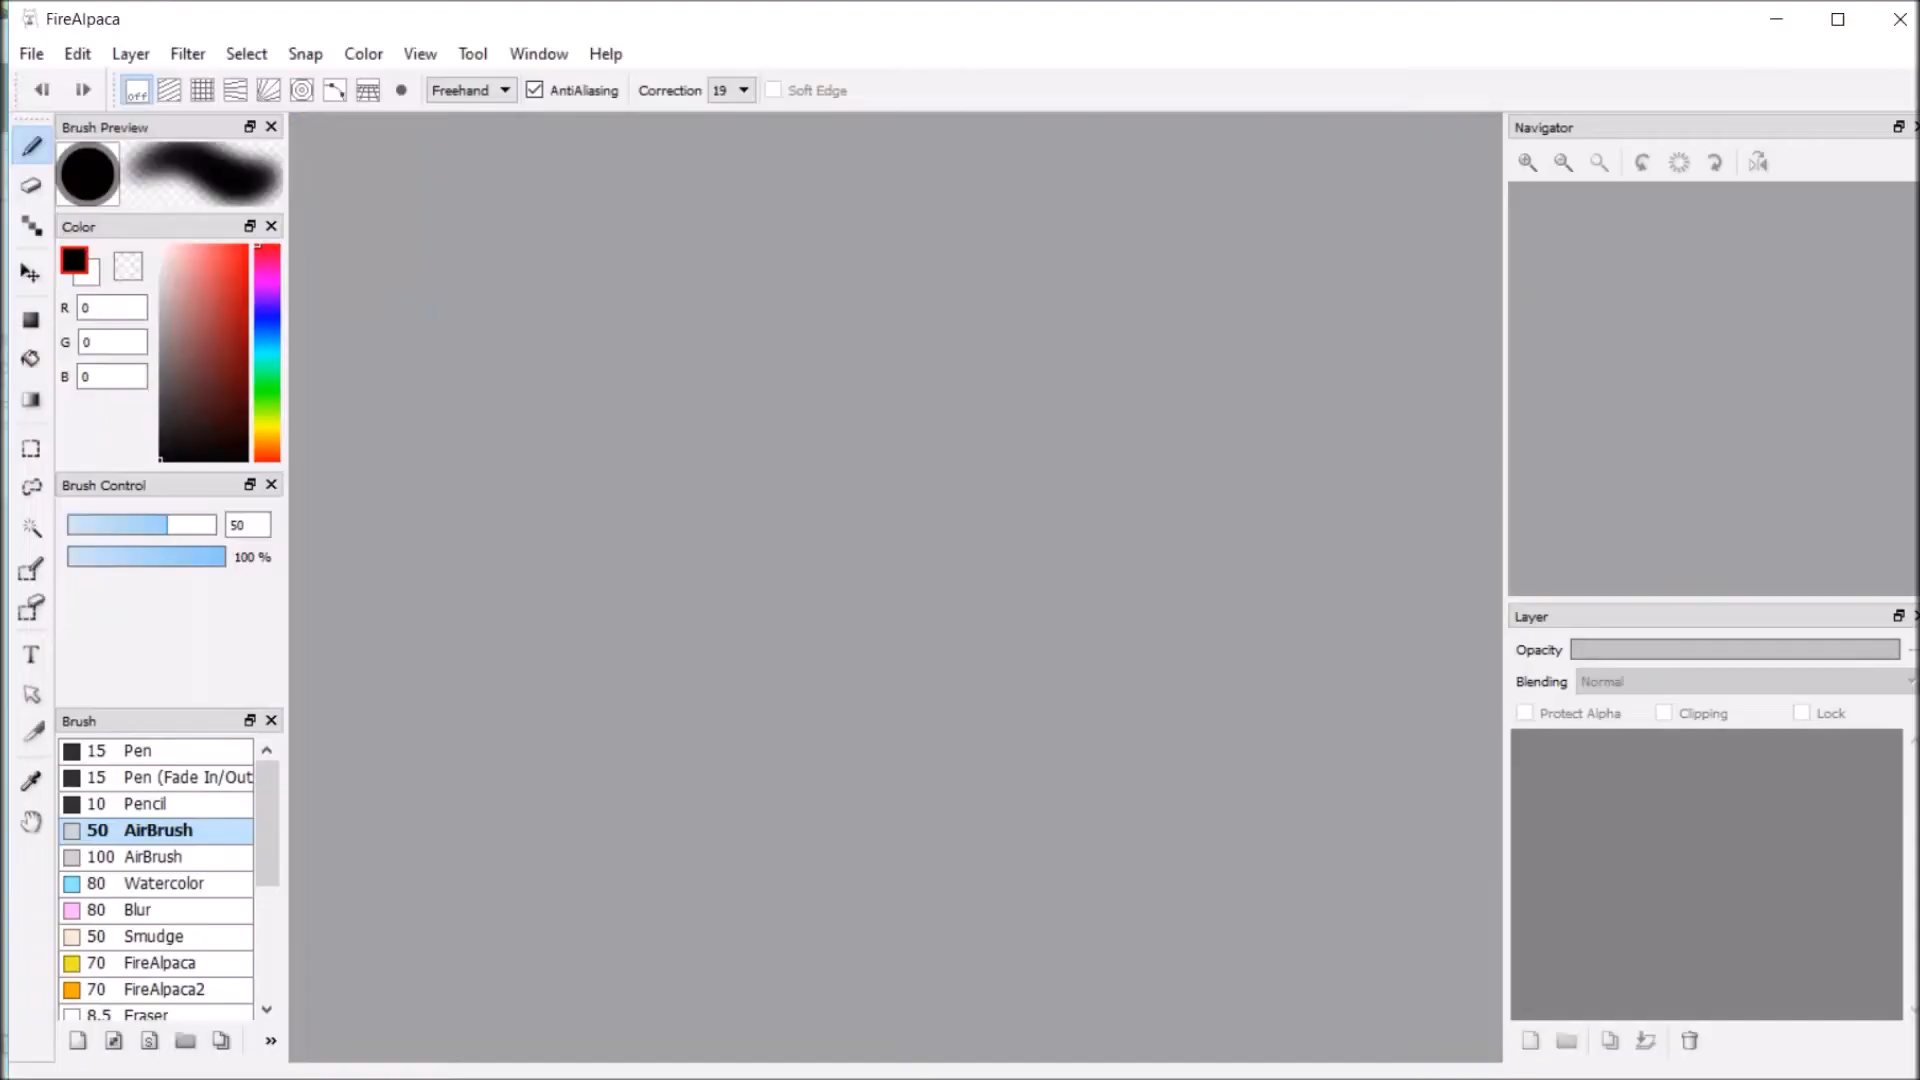 FireAlpaca
File Edit Layer Filter Select Snap Color View Tool Window Help
off Freehand AntiAliasing Correction 19 Soft Edge
Brush Preview
Color
R 0
G 0
B 0
Brush Control
50
100 %
Brush
15 Pen
15 Pen (Fade In/Out
10 Pencil
50 AirBrush
100 AirBrush
80 Watercolor
80 Blur
50 Smudge
70 FireAlpaca
70 FireAlpaca2
8.5 Eraser
S »
T
Navigator
Layer
Opacity
Blending Normal
Protect Alpha Clipping Lock